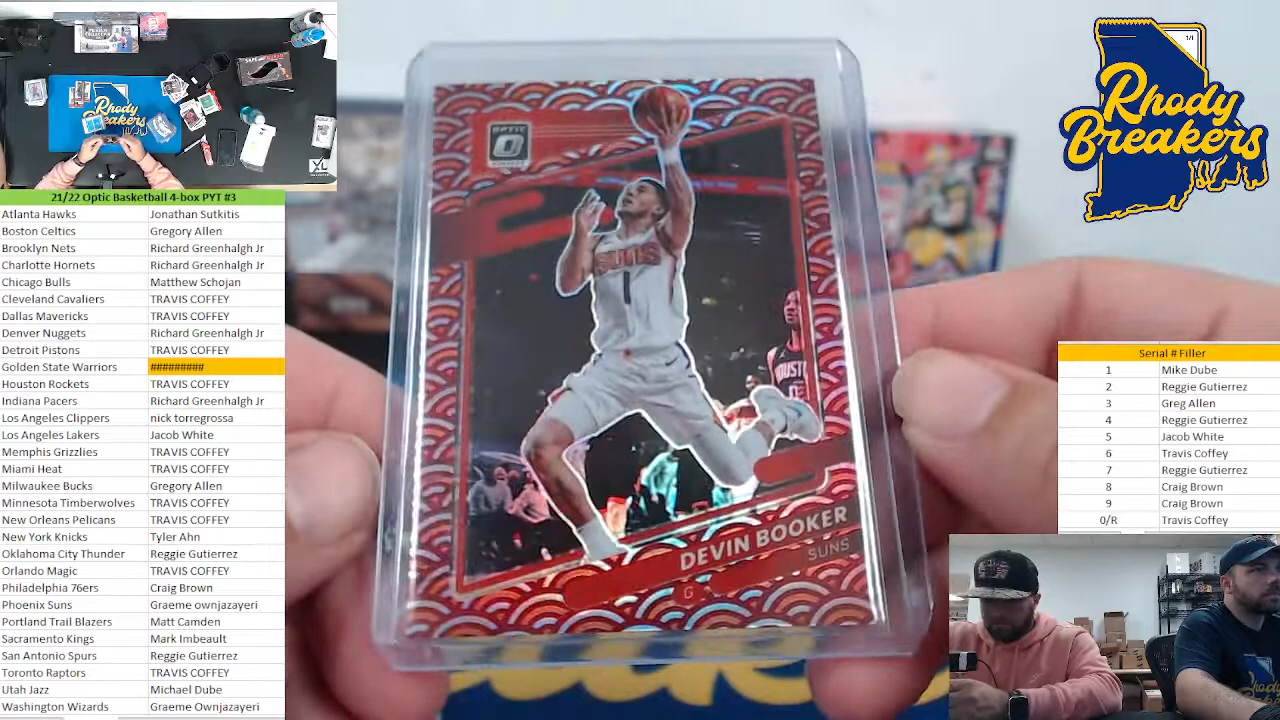 Rhody
Breakers
XL
21/22 Optic Basketball 4-box PYT #3
Atlanta Hawks Jonathan Sutkitis
Boston Celtics Gregory Allen
Brooklyn Nets Richard Greenhalgh Jr
Charlotte Hornets Richard Greenhalgh Jr
Chicago Bulls Matthew Schojan
Cleveland Cavaliers TRAVIS COFFEY
Dallas Mavericks TRAVIS COFFEY
Denver Nuggets Richard Greenhalgh Jr
Detroit Pistons TRAVIS COFFEY
Golden State Warriors #########
Houston Rockets TRAVIS COFFEY
Indiana Pacers Richard Greenhalgh Jr
Los Angeles Clippers nick torregrossa
Los Angeles Lakers Jacob White
Memphis Grizzlies TRAVIS COFFEY
Miami Heat TRAVIS COFFEY
Milwaukee Bucks Gregory Allen
Minnesota Timberwolves TRAVIS COFFEY
New Orleans Pelicans TRAVIS COFFEY
New York Knicks Tyler Ahn
Oklahoma City Thunder Reggie Gutierrez
Orlando Magic TRAVIS COFFEY
Philadelphia 76ers Craig Brown
Phoenix Suns Graeme ownjazayeri
Portland Trail Blazers Matt Camden
Sacramento Kings Mark Imbeault
San Antonio Spurs Reggie Gutierrez
Toronto Raptors TRAVIS COFFEY
Utah Jazz Michael Dube
Washington Wizards Graeme Ownjazayeri
OPTIC
SUNS
1
DEVIN BOOKER
SUNS
G
1/1
Rhody
Breakers
Serial # Filler
1 Mike Dube
2 Reggie Gutierrez
3 Greg Allen
4 Reggie Gutierrez
5 Jacob White
6 Travis Coffey
7 Reggie Gutierrez
8 Craig Brown
9 Craig Brown
0/R Travis Coffey